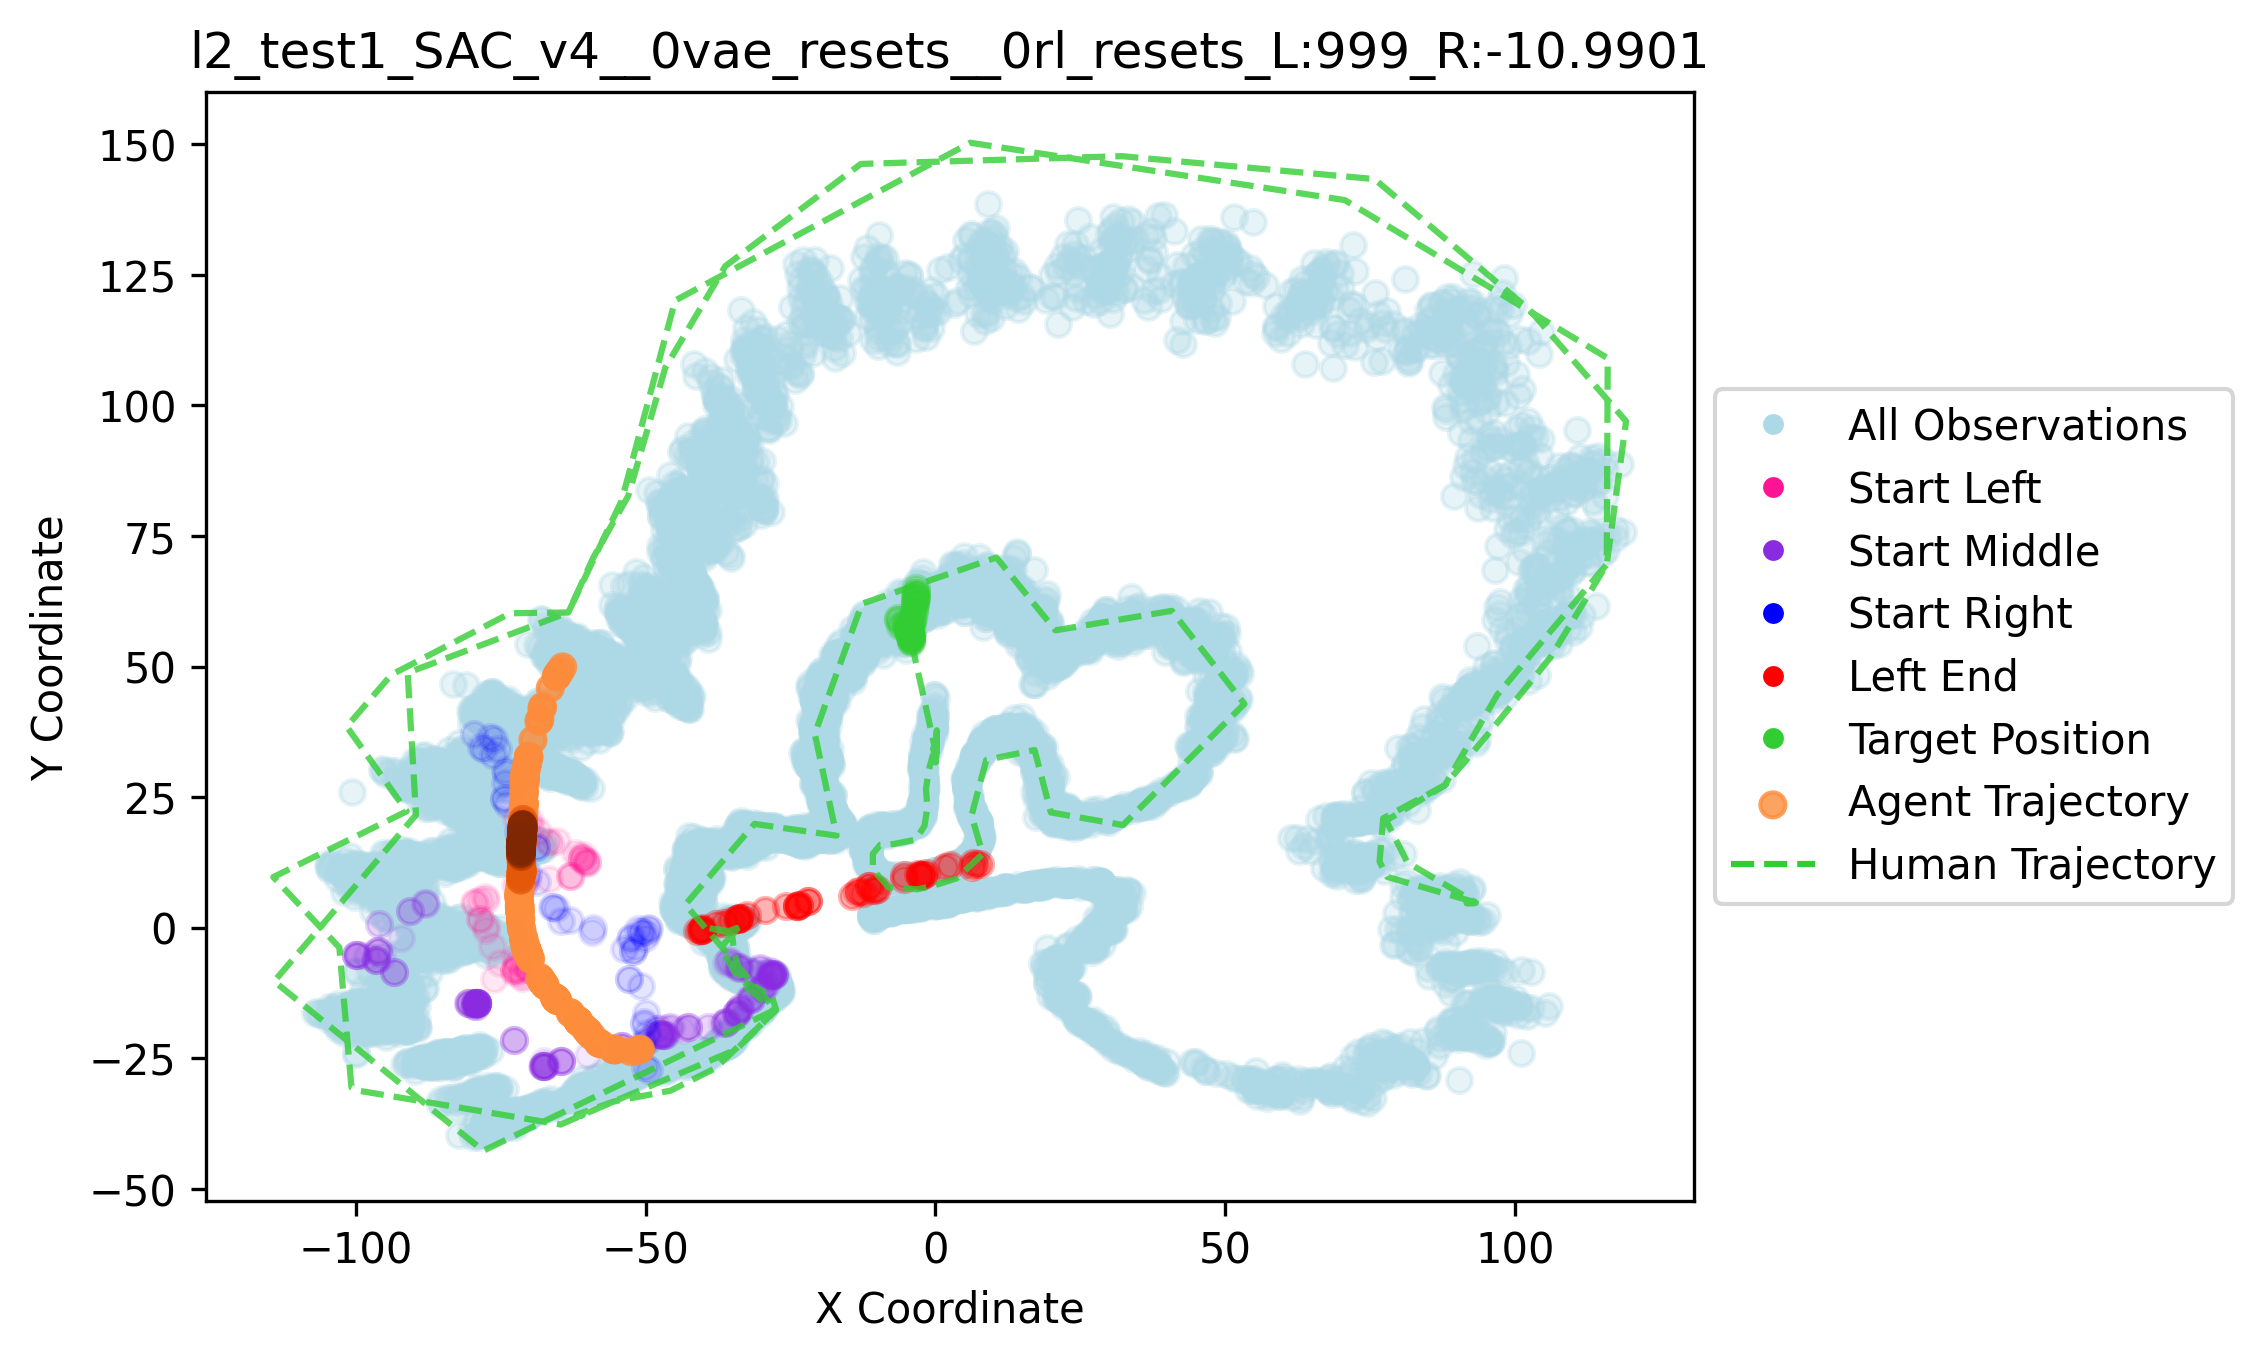 l2_test1_SAC_v4__0vae_resets__0rl_resets_L:999_R:-10.9901
150
125
100
75
50
25
0
−25
−50
Y Coordinate
−100
−50
0
50
100
X Coordinate
All Observations
Start Left
Start Middle
Start Right
Left End
Target Position
Agent Trajectory
Human Trajectory